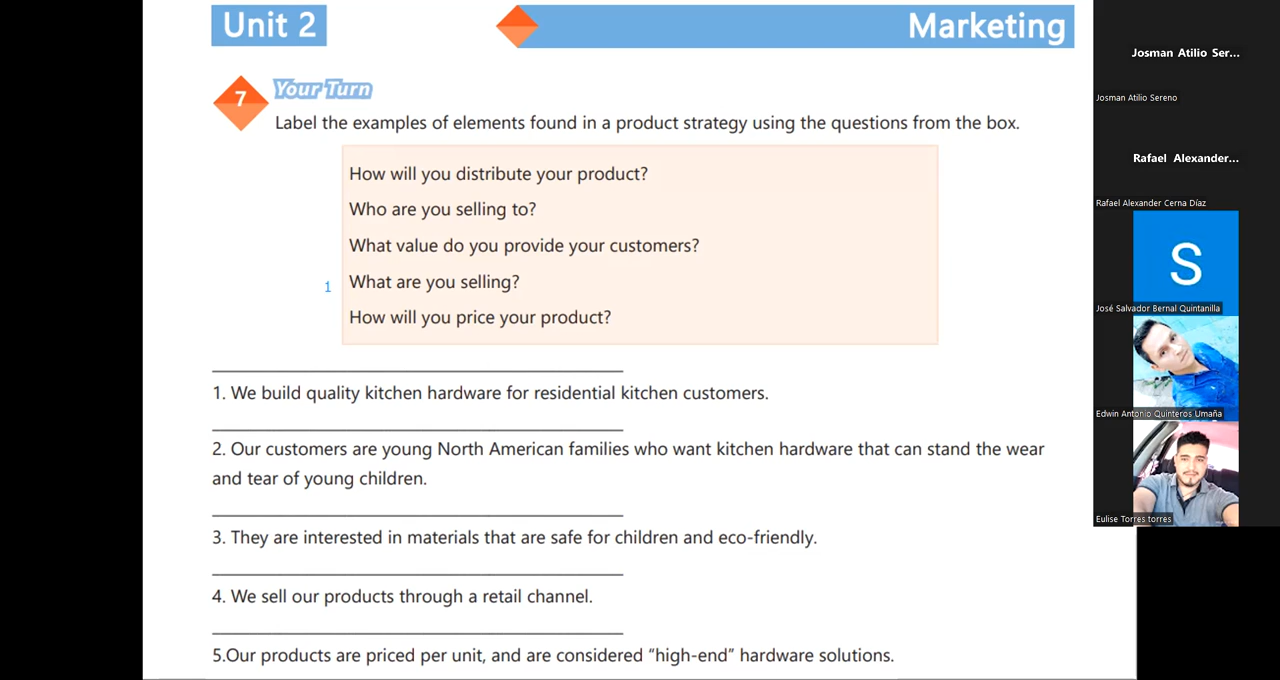 Unit 2
Marketing
7
Your Turn
Label the examples of elements found in a product strategy using the questions from the box.
How will you distribute your product?
Who are you selling to?
What value do you provide your customers?
1 What are you selling?
How will you price your product?
1. We build quality kitchen hardware for residential kitchen customers.
2. Our customers are young North American families who want kitchen hardware that can stand the wear
and tear of young children.
3. They are interested in materials that are safe for children and eco-friendly.
4. We sell our products through a retail channel.
5.Our products are priced per unit, and are considered “high-end” hardware solutions.
Josman Atilio Ser...
Josman Atilio Sereno
Rafael Alexander...
Rafael Alexander Cerna Díaz
S
José Salvador Bernal Quintanilla
Edwin Antonio Quinteros Umaña
Eulise Torres torres